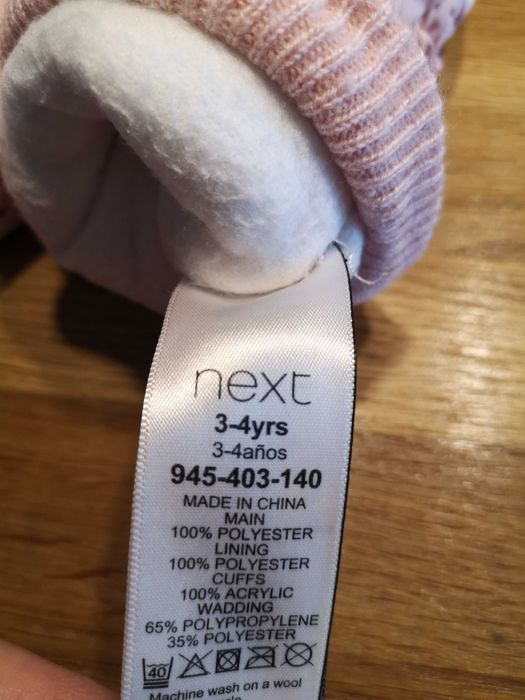 next
3-4yrs
3-4años
945-403-140
MADE IN CHINA
MAIN
100% POLYESTER
LINING
100% POLYESTER
CUFFS
100% ACRYLIC
WADDING
65% POLYPROPYLENE
35% POLYESTER
40
Machine wash on a wool